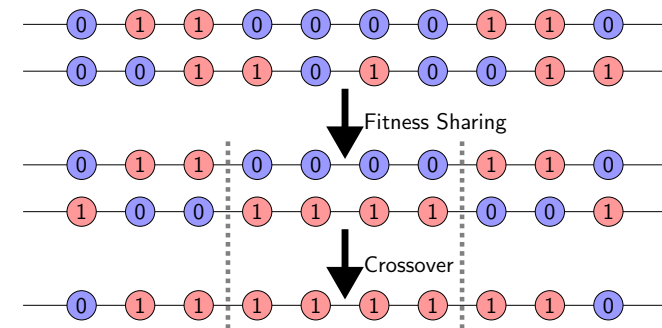 0 1 1 0 0 0 0 1 1 0
0 0 1 1 0 1 0 0 1 1
Fitness Sharing
0 1 1 0 0 0 0 1 1 0
1 0 0 1 1 1 1 0 0 1
Crossover
0 1 1 1 1 1 1 1 1 0